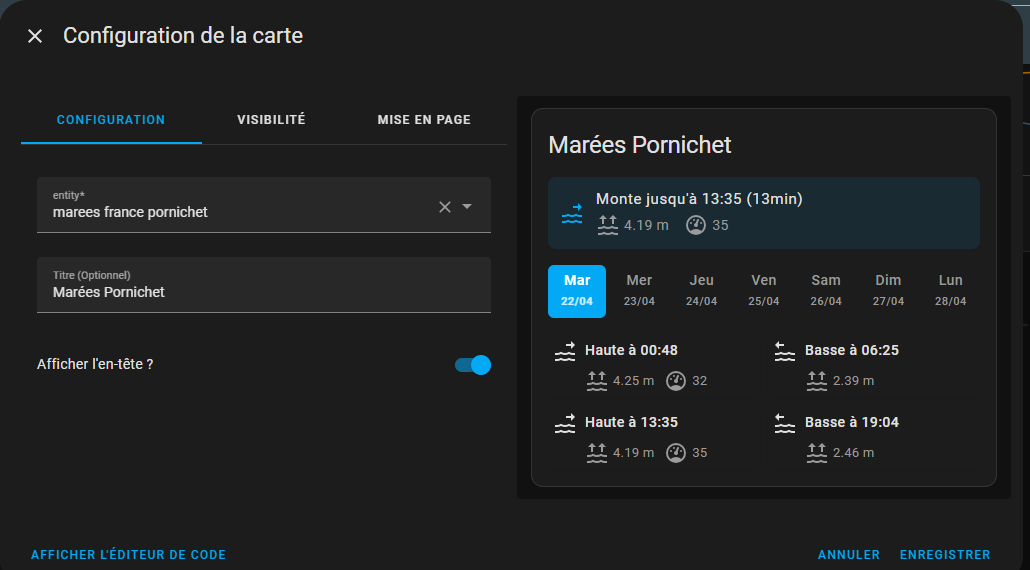 Configuration de la carte
CONFIGURATION
VISIBILITÉ
MISE EN PAGE
entity*
marees france pornichet
Titre (Optionnel)
Marées Pornichet
Afficher l'en-tête ?
Marées Pornichet
Monte jusqu'à 13:35 (13min)
4.19 m 35
Mar Mer Jeu Ven Sam Dim Lun
22/04 23/04 24/04 25/04 26/04 27/04 28/04
Haute à 00:48 Basse à 06:25
4.25 m 32 2.39 m
Haute à 13:35 Basse à 19:04
4.19 m 35 2.46 m
AFFICHER L'ÉDITEUR DE CODE
ANNULER ENREGISTRER